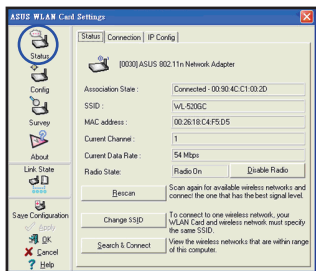 ASUS WLAN Card Settings
Status
Config
Survey
About
Link State
Save Configuration
Apply
OK
Cancel
Help
Status Connection IP Config
[0030] ASUS 802.11n Network Adapter
Association State : Connected - 00:90:4C:C1:00:2D
SSID : WL-520GC
MAC address : 00:26:18:C4:F5:D5
Current Channel : 1
Current Data Rate : 54 Mbps
Radio State: Radio On Disable Radio
Rescan
Scan again for available wireless networks and
connect the one that has the best signal level.
Change SSID
To connect to one wireless network, your
WLAN Card and wireless network must specify
the same SSID.
Search & Connect
View the wireless networks that are within range
of this computer.